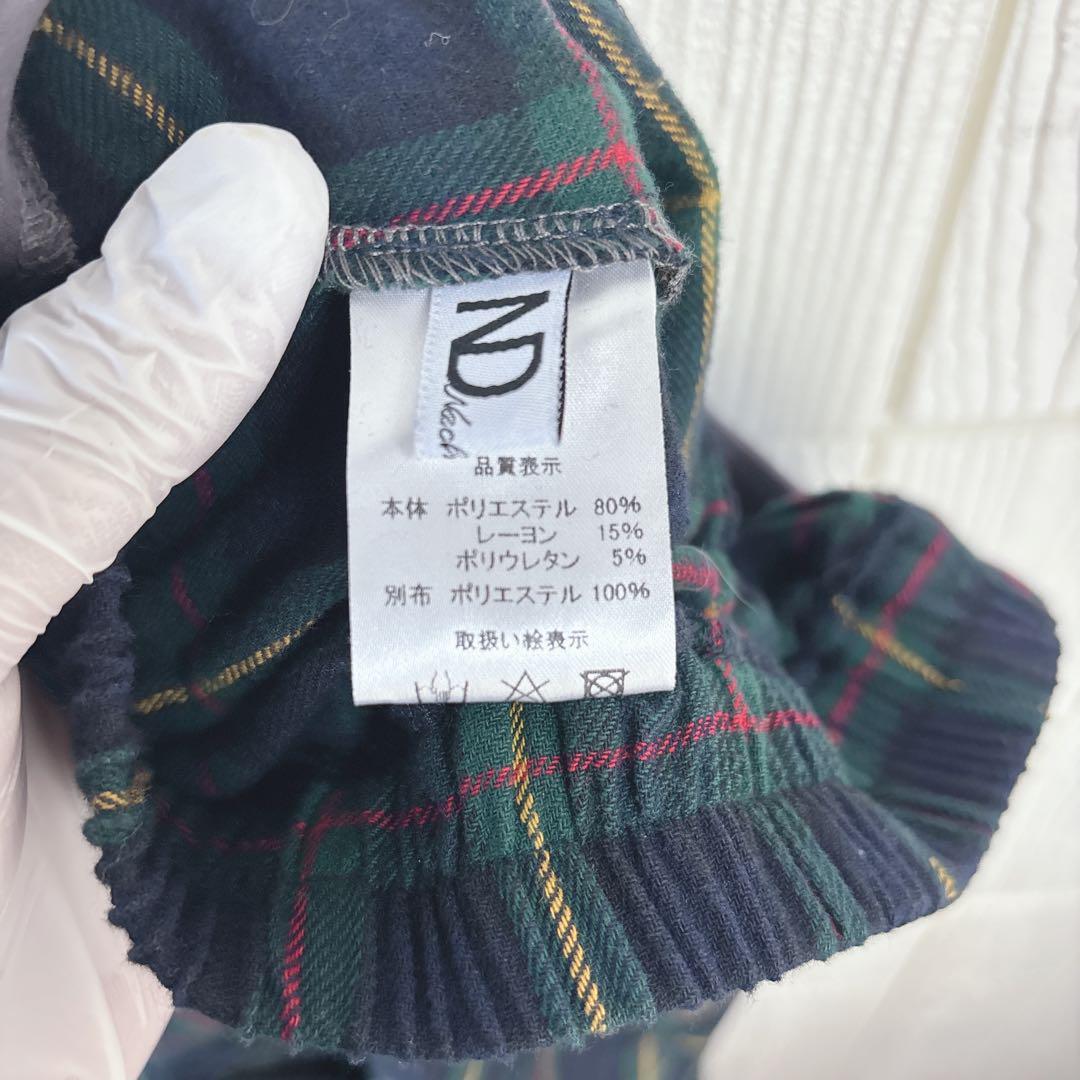 ND
品質表示
本体 ポリエステル 80%
レーヨン 15%
ポリウレタン 5%
別布 ポリエステル 100%
取扱い絵表示